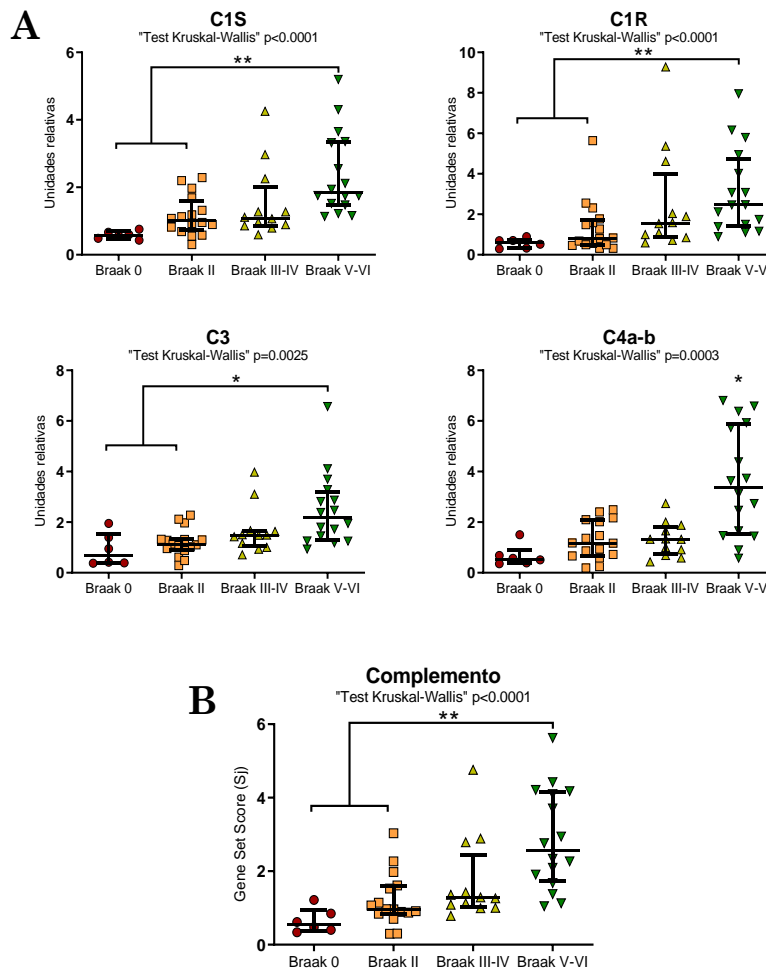 A
C1S
"Test Kruskal-Wallis" p<0.0001
**
Unidades relativas
6
4
2
0
Braak 0 Braak II Braak III-IV Braak V-VI
C1R
"Test Kruskal-Wallis" p<0.0001
**
Unidades relativas
10
8
6
4
2
0
Braak 0 Braak II Braak III-IV Braak V-V
C3
"Test Kruskal-Wallis" p=0.0025
*
Unidades relativas
8
6
4
2
0
Braak 0 Braak II Braak III-IV Braak V-VI
C4a-b
"Test Kruskal-Wallis" p=0.0003
*
Unidades relativas
8
6
4
2
0
Braak 0 Braak II Braak III-IV Braak V-V
B
Complemento
"Test Kruskal-Wallis" p<0.0001
**
Gene Set Score (Sj)
6
4
2
0
Braak 0 Braak II Braak III-IV Braak V-VI